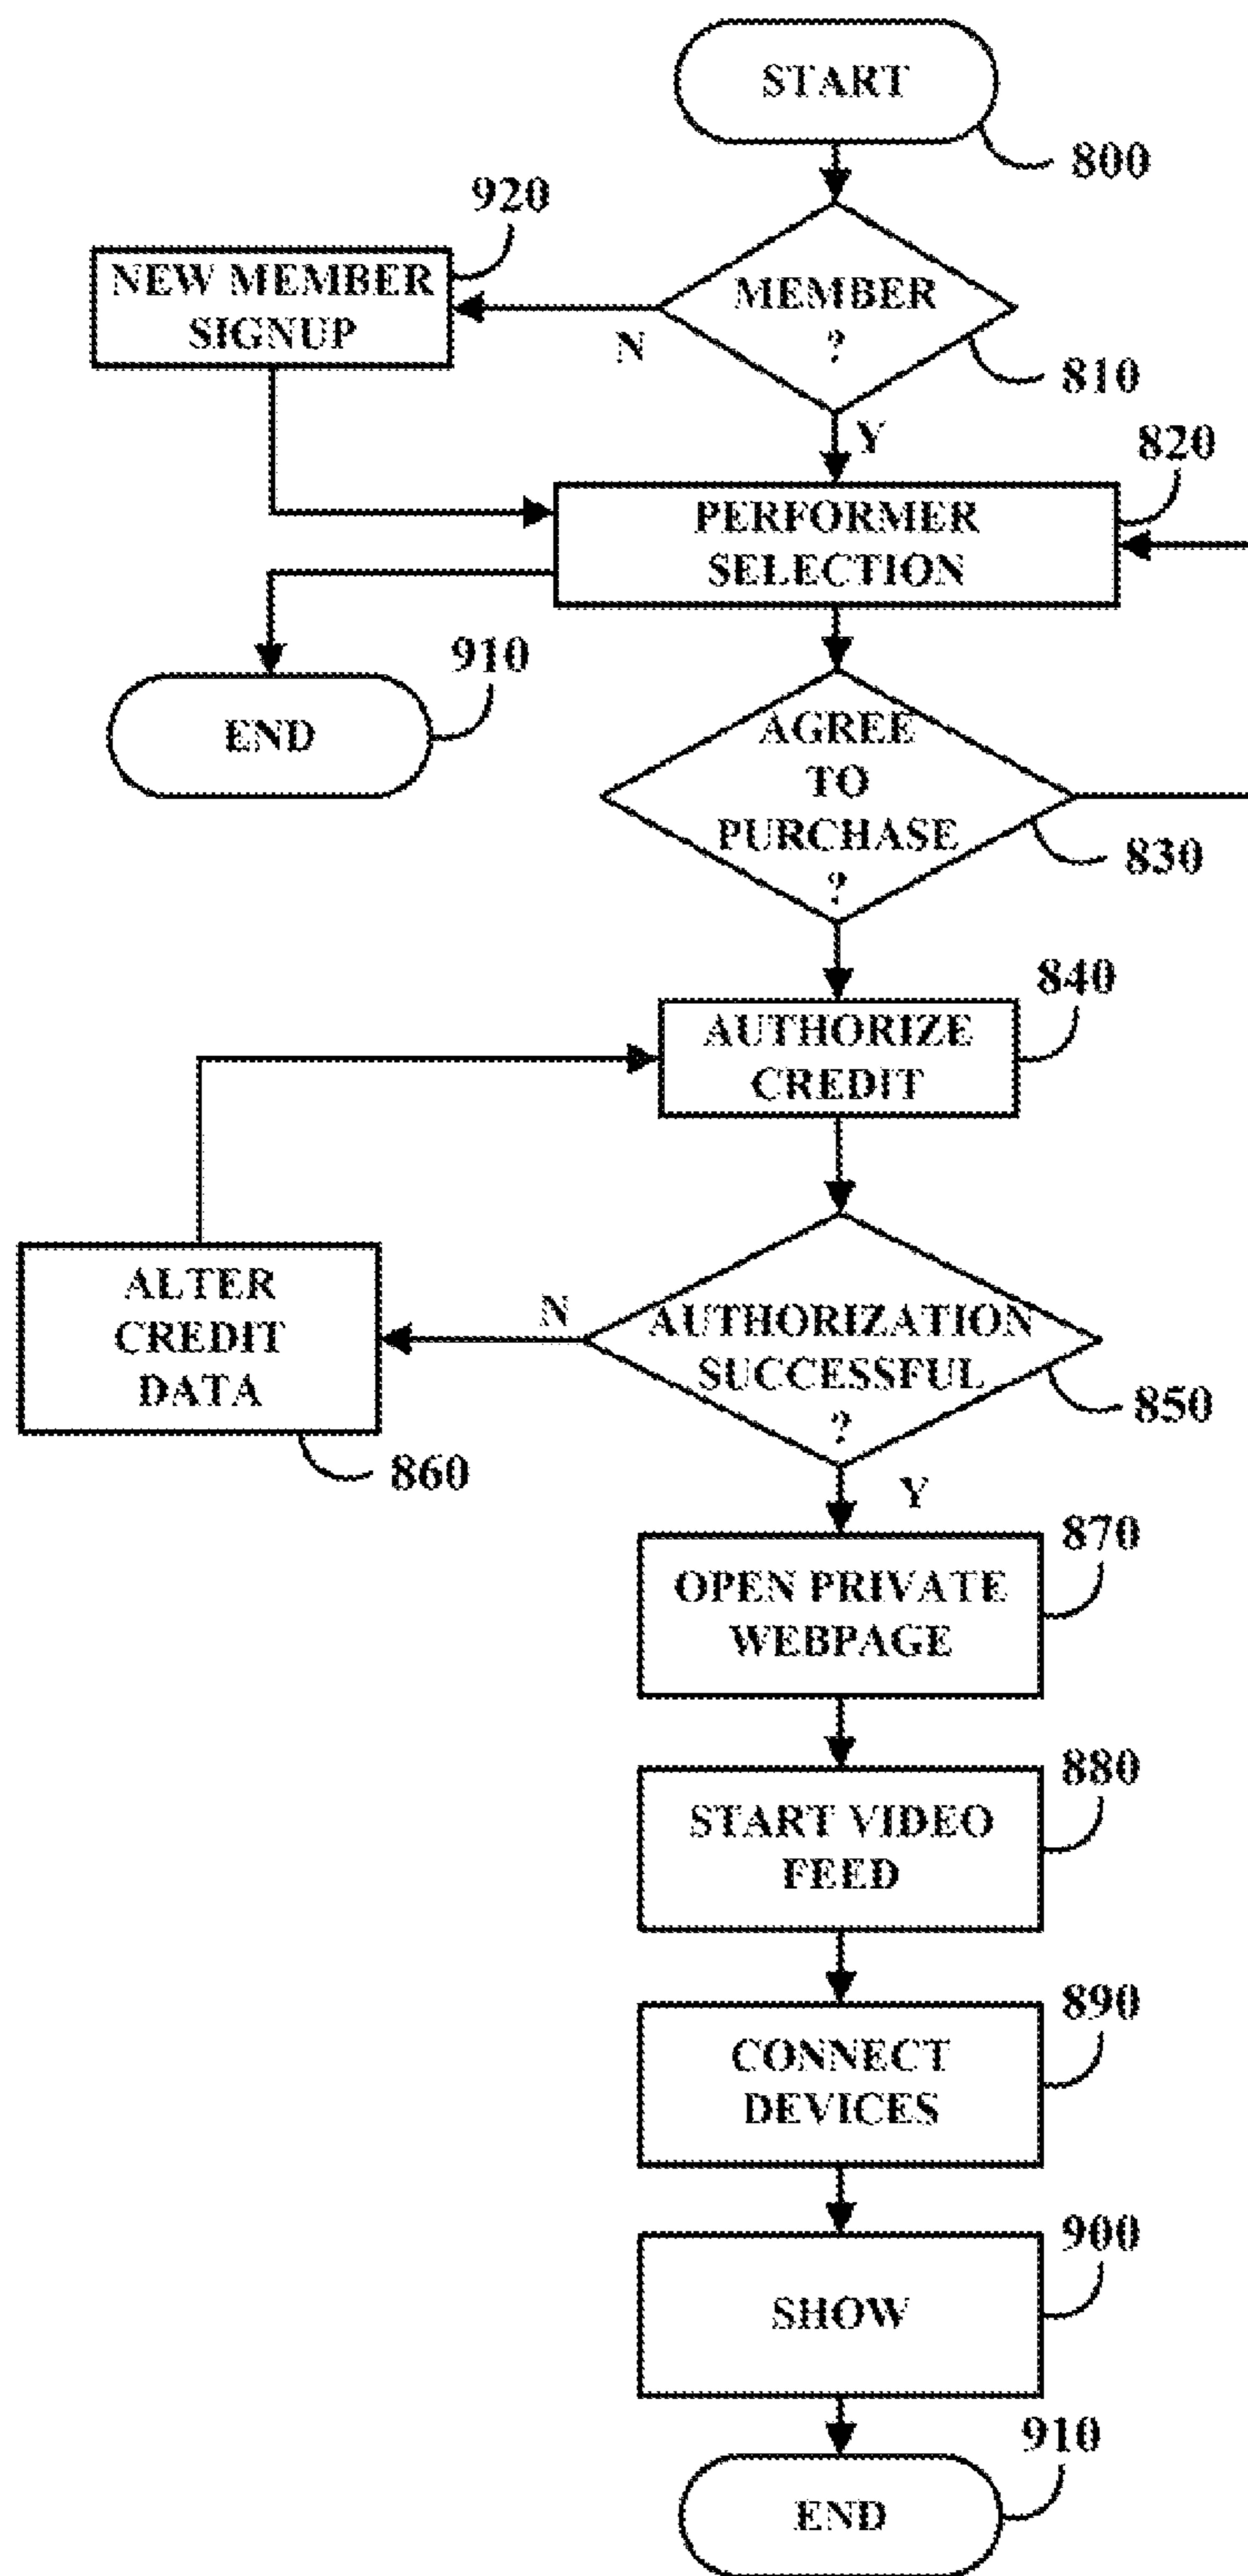 START
800
920
NEW MEMBER
SIGNUP
N
MEMBER
?
810
Y
820
PERFORMER
SELECTION
910
END
AGREE
TO
PURCHASE
?
830
840
AUTHORIZE
CREDIT
ALTER
CREDIT
DATA
860
N
AUTHORIZATION
SUCCESSFUL
?
850
Y
870
OPEN PRIVATE
WEBPAGE
880
START VIDEO
FEED
890
CONNECT
DEVICES
900
SHOW
910
END